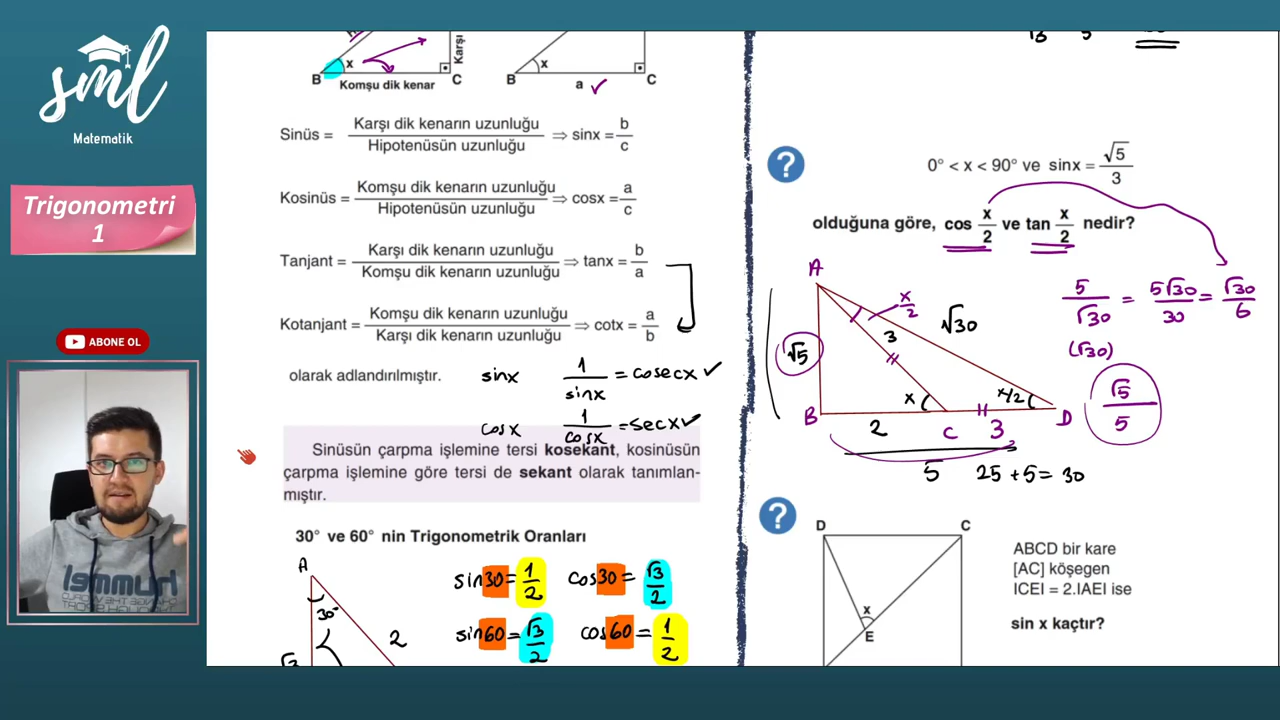 sml
Matematik
Trigonometri
1
ABONE OL
B x C
Komşu dik kenar
Karşı
B x C
a ✓
Sinüs = Karşı dik kenarın uzunluğu / Hipotenüsün uzunluğu ⇒ sinx = b/c
Kosinüs = Komşu dik kenarın uzunluğu / Hipotenüsün uzunluğu ⇒ cosx = a/c
Tanjant = Karşı dik kenarın uzunluğu / Komşu dik kenarın uzunluğu ⇒ tanx = b/a
Kotanjant = Komşu dik kenarın uzunluğu / Karşı dik kenarın uzunluğu ⇒ cotx = a/b
olarak adlandırılmıştır.
sinx 1/sinx = cosecx ✓
cosx 1/cosx = secx ✓
Sinüsün çarpma işlemine tersi kosekant, kosinüsün
çarpma işlemine göre tersi de sekant olarak tanımlan-
mıştır.
30° ve 60° nin Trigonometrik Oranları
A
30°
2
√3
sin30 = 1/2 cos30 = √3/2
sin60 = √3/2 cos60 = 1/2
?
0° < x < 90° ve sinx = √5/3
olduğuna göre, cos x/2 ve tan x/2 nedir?
A
x/2
3
√30
√5
x
x/2
B 2 C 3 D
5
25 + 5 = 30
5/√30 = 5√30/30 = √30/6
(√30)
√5/5
?
D C
x
E
ABCD bir kare
[AC] köşegen
ICEI = 2.IAEI ise
sin x kaçtır?